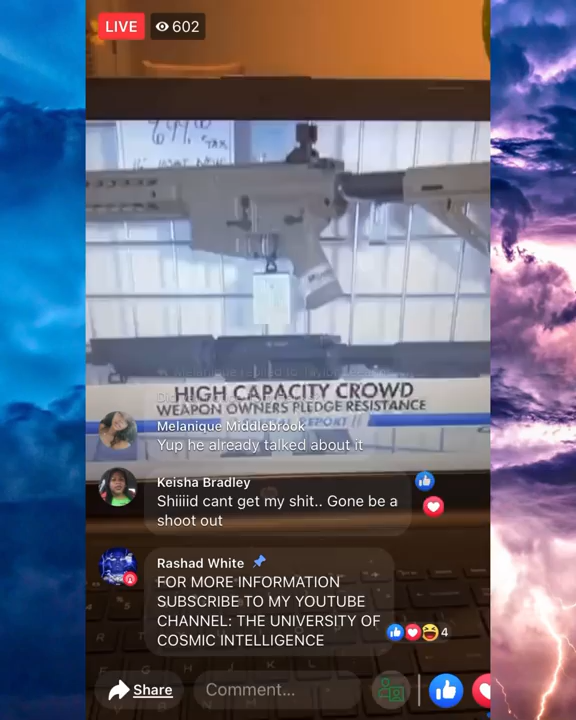 LIVE 602
TAX
HIGH CAPACITY CROWD
WEAPON OWNERS PLEDGE RESISTANCE
REPORT //
Melanique Middlebrook
Yup he already talked about it
Keisha Bradley
Shiiiid cant get my shit.. Gone be a
shoot out
Rashad White
FOR MORE INFORMATION
SUBSCRIBE TO MY YOUTUBE
CHANNEL: THE UNIVERSITY OF
COSMIC INTELLIGENCE
4
Share
Comment...